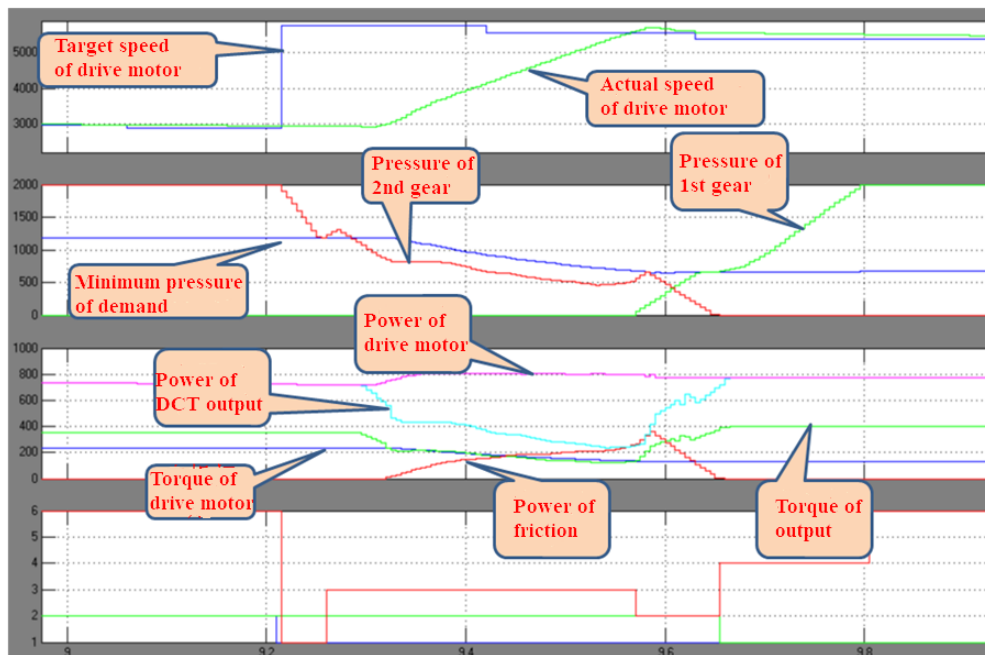 Target speed
of drive motor
5000
4000
3000
Actual speed
of drive motor
Pressure of
2nd gear
Pressure of
1st gear
2000
1500
1000
500
0
Minimum pressure
of demand
Power of
drive motor
1000
800
600
400
200
0
Power of
DCT output
Torque of
drive motor
Power of
friction
Torque of
output
6
5
4
3
2
1
9
9.2
9.4
9.6
9.8